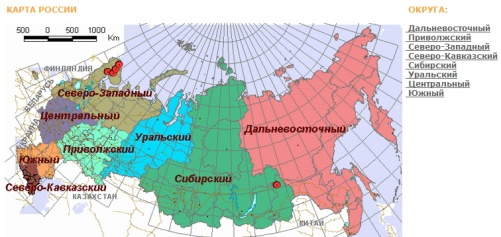 КАРТА РОССИИ
500 0 500 1000
Km
ФИНЛЯНДИЯ
БЕЛАРУСЬ
Северо-Западный
Центральный
Приволжский
Уральский
Дальневосточный
Южный
Северо-Кавказский
Сибирский
КАЗАХСТАН
КИТАЙ
ОКРУГА:
Дальневосточный
Приволжский
Северо-Западный
Северо-Кавказский
Сибирский
Уральский
Центральный
Южный